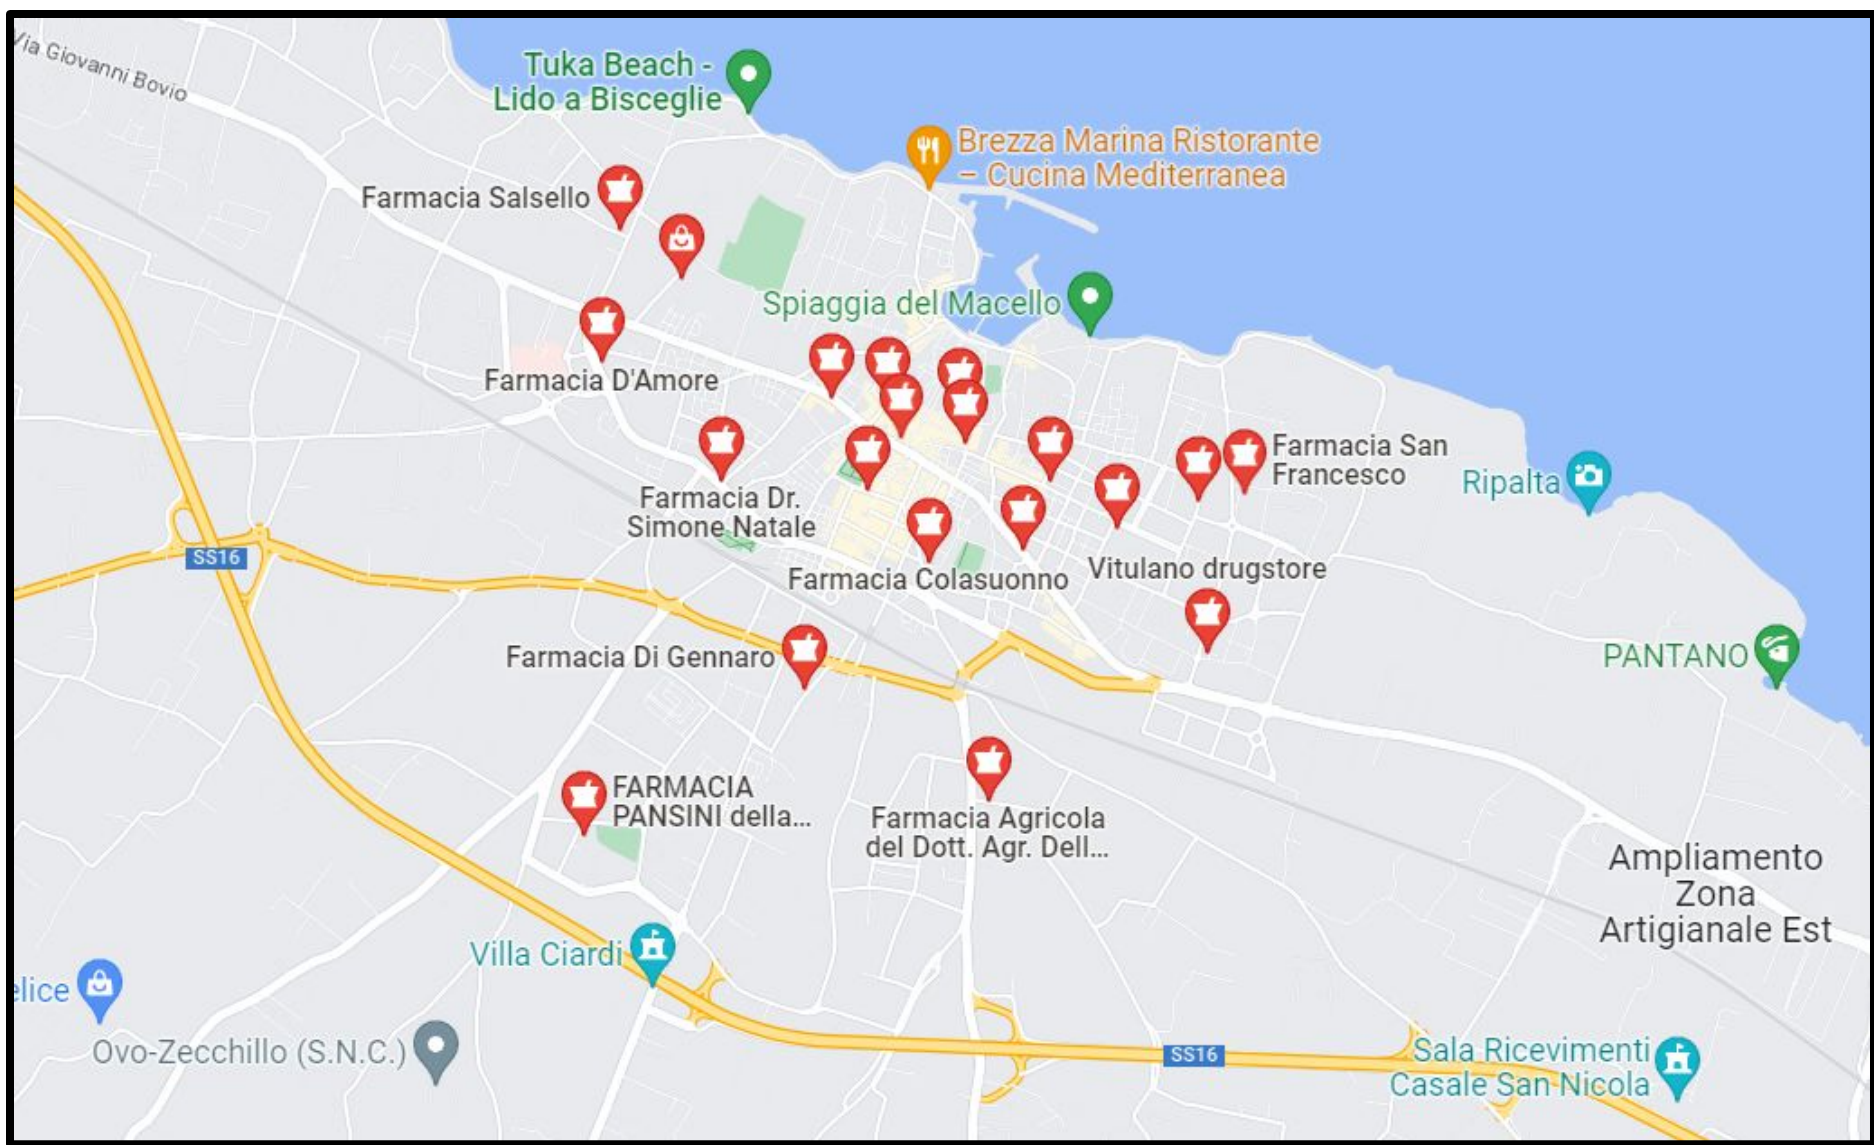 Via Giovanni Bovio
Tuka Beach -
Lido a Bisceglie
Brezza Marina Ristorante
– Cucina Mediterranea
Farmacia Salsello
Spiaggia del Macello
Farmacia D'Amore
Farmacia San
Francesco
Ripalta
Farmacia Dr.
Simone Natale
SS16
Farmacia Colasuonno
Vitulano drugstore
Farmacia Di Gennaro
PANTANO
FARMACIA
PANSINI della...
Farmacia Agricola
del Dott. Agr. Dell...
Ampliamento
Zona
Artigianale Est
Villa Ciardi
elice
Ovo-Zecchillo (S.N.C.)
SS16
Sala Ricevimenti
Casale San Nicola